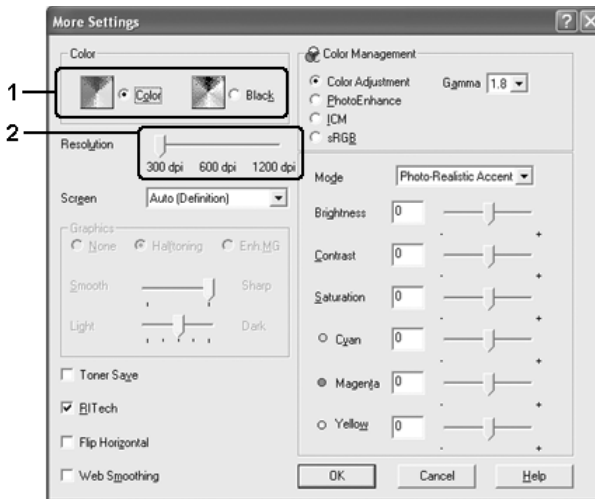 More Settings
Color
1
Color
Black
2
Resolution
300 dpi 600 dpi 1200 dpi
Screen
Auto (Definition)
Graphics
None
Halftoning
Enh.MG
Smooth
Sharp
Light
Dark
Toner Save
RITech
Flip Horizontal
Web Smoothing
Color Management
Color Adjustment
Gamma 1.8
PhotoEnhance
ICM
sRGB
Mode
Photo-Realistic Accent
Brightness 0
- +
Contrast 0
- +
Saturation 0
- +
Cyan 0
- +
Magenta 0
- +
Yellow 0
- +
OK
Cancel
Help